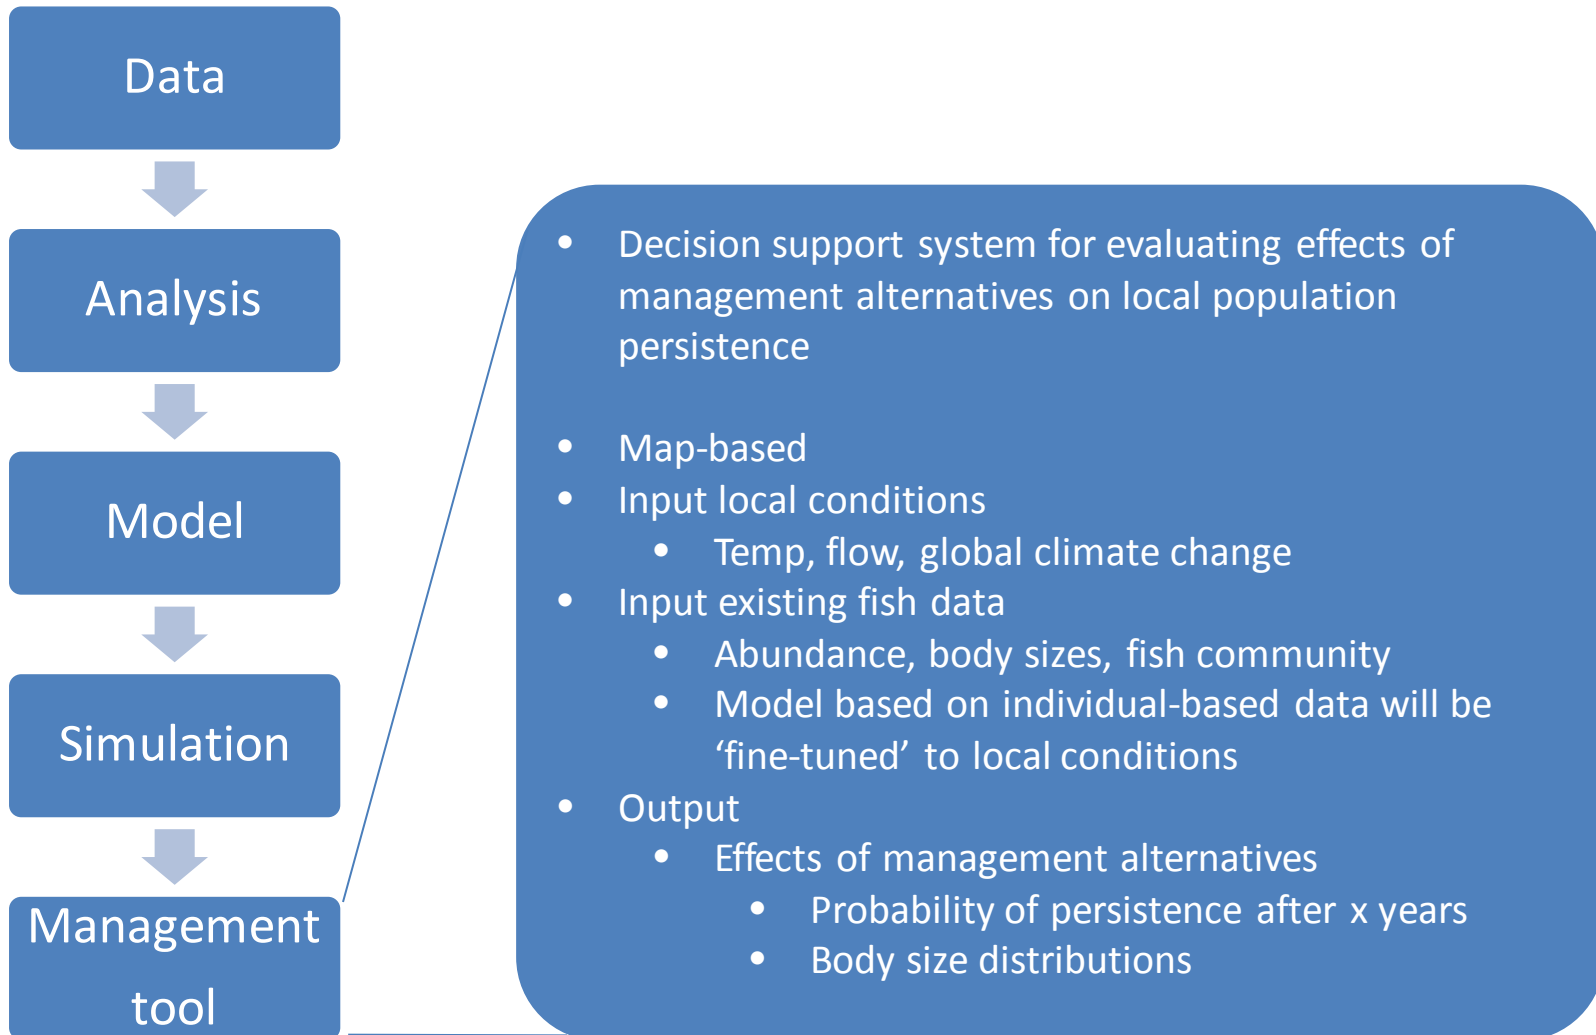 Data
Analysis
Model
Simulation
Management
tool
• Decision support system for evaluating effects of
management alternatives on local population
persistence
• Map-based
• Input local conditions
• Temp, flow, global climate change
• Input existing fish data
• Abundance, body sizes, fish community
• Model based on individual-based data will be
‘fine-tuned’ to local conditions
• Output
• Effects of management alternatives
• Probability of persistence after x years
• Body size distributions